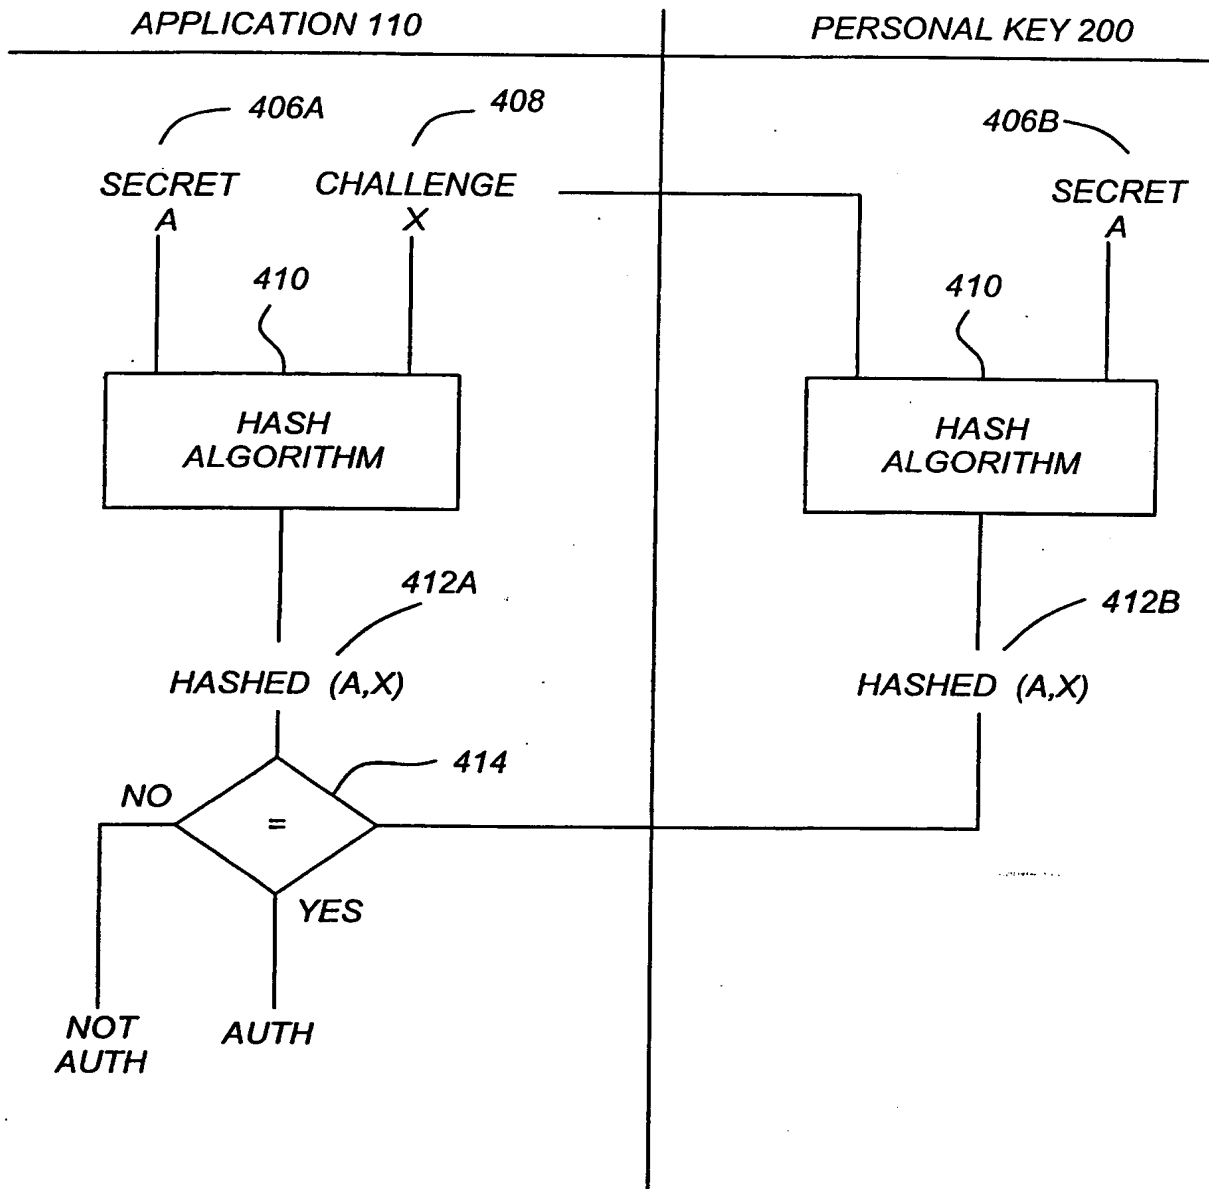 APPLICATION 110
PERSONAL KEY 200
406A
408
406B
SECRET
A
CHALLENGE
X
SECRET
A
410
410
HASH
ALGORITHM
HASH
ALGORITHM
412A
412B
HASHED (A,X)
HASHED (A,X)
414
NO
=
YES
NOT
AUTH
AUTH